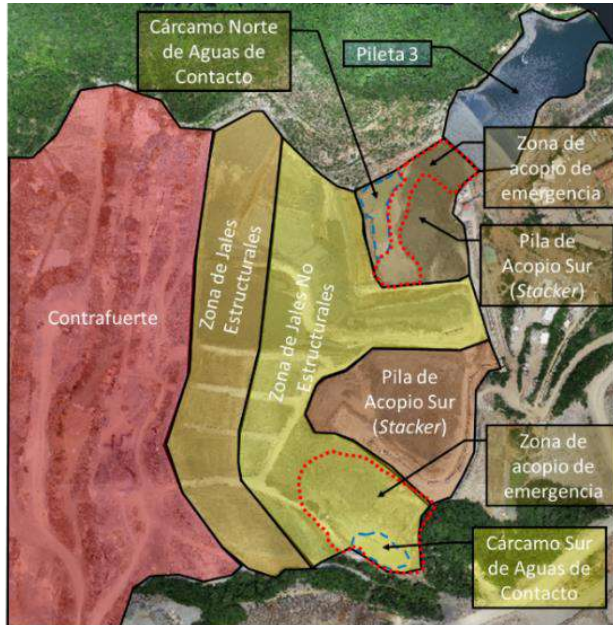 Cárcamo Norte
de Aguas de
Contacto
Pileta 3
Zona de
acopio de
emergencia
Pila de
Acopio Sur
(Stacker)
Zona de Jales
Estructurales
Zona de Jales No
Estructurales
Contrafuerte
Pila de
Acopio Sur
(Stacker)
Zona de
acopio de
emergencia
Cárcamo Sur
de Aguas de
Contacto